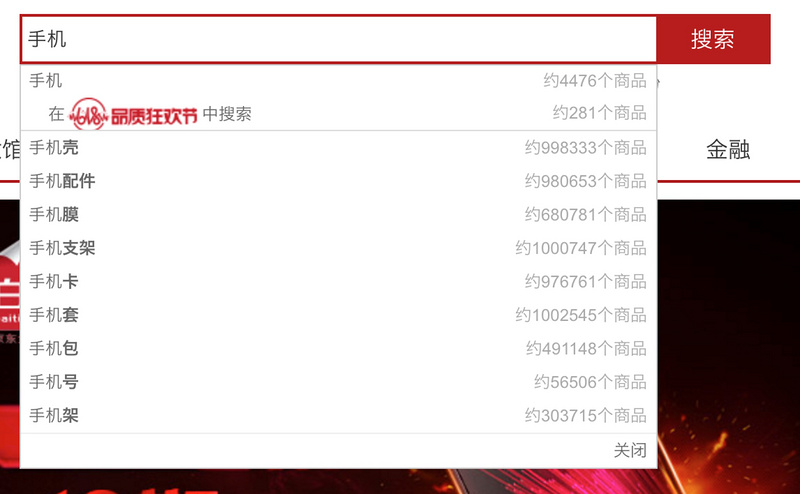 手机 搜索
手机 约4476个商品
在 618 品质狂欢节 中搜索 约281个商品
手机壳 约998333个商品
馆 金融
手机配件 约980653个商品
手机膜 约680781个商品
手机支架 约1000747个商品
手机卡 约976761个商品
手机套 约1002545个商品
手机包 约491148个商品
手机号 约56506个商品
手机架 约303715个商品
关闭